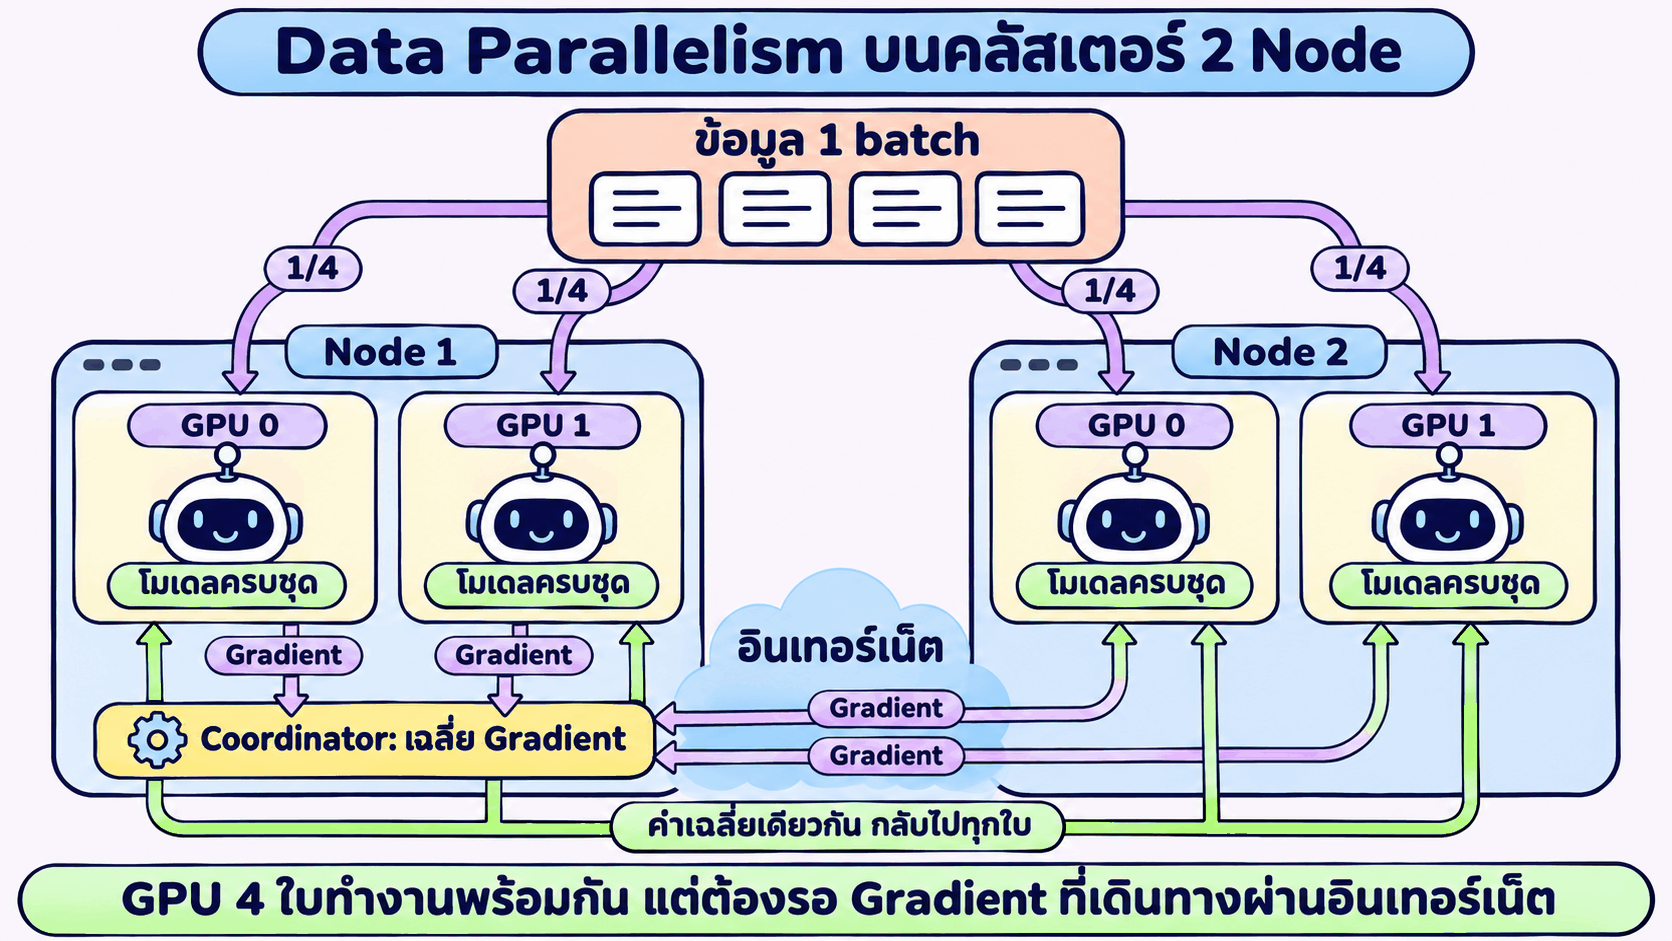 Data Parallelism บนคลัสเตอร์ 2 Node
ข้อมูล 1 batch
1/4
1/4
1/4
1/4
Node 1
Node 2
GPU 0
GPU 1
GPU 0
GPU 1
โมเดลครบชุด
โมเดลครบชุด
โมเดลครบชุด
โมเดลครบชุด
Gradient
Gradient
อินเทอร์เน็ต
Gradient
Coordinator: เฉลี่ย Gradient
Gradient
ค่าเฉลี่ยเดียวกัน กลับไปทุกใบ
GPU 4 ใบทำงานพร้อมกัน แต่ต้องรอ Gradient ที่เดินทางผ่านอินเทอร์เน็ต